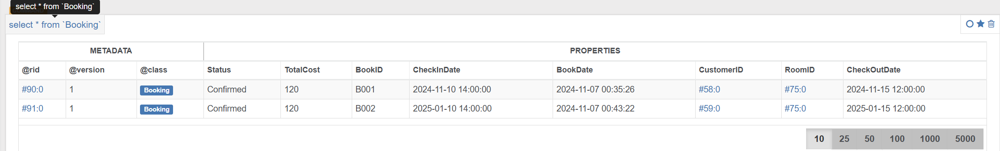 select * from `Booking`
select * from `Booking`
METADATA PROPERTIES
@rid @version @class Status TotalCost BookID CheckInDate BookDate CustomerID RoomID CheckOutDate
#90:0 1 Booking Confirmed 120 B001 2024-11-10 14:00:00 2024-11-07 00:35:26 #58:0 #75:0 2024-11-15 12:00:00
#91:0 1 Booking Confirmed 120 B002 2025-01-10 14:00:00 2024-11-07 00:43:22 #59:0 #75:0 2025-01-15 12:00:00
10 25 50 100 1000 5000